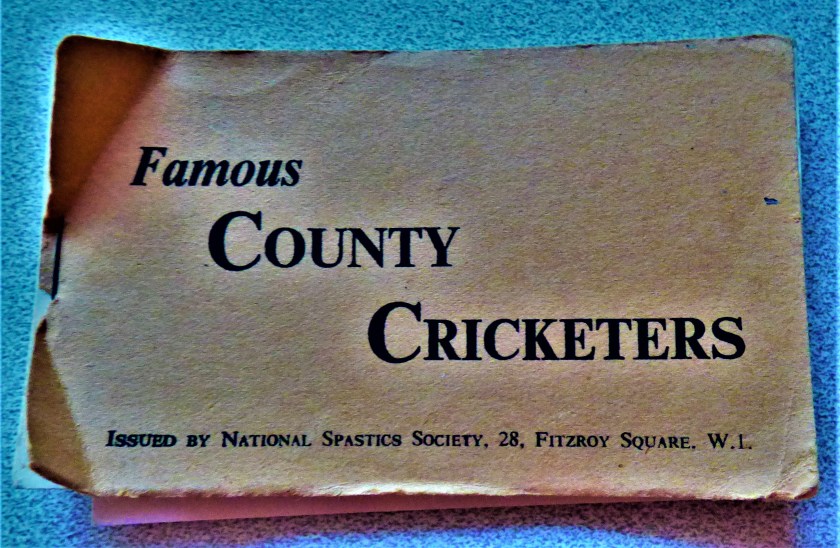 Famous
COUNTY
CRICKETERS
ISSUED BY NATIONAL SPASTICS SOCIETY, 28, FITZROY SQUARE. W.1.